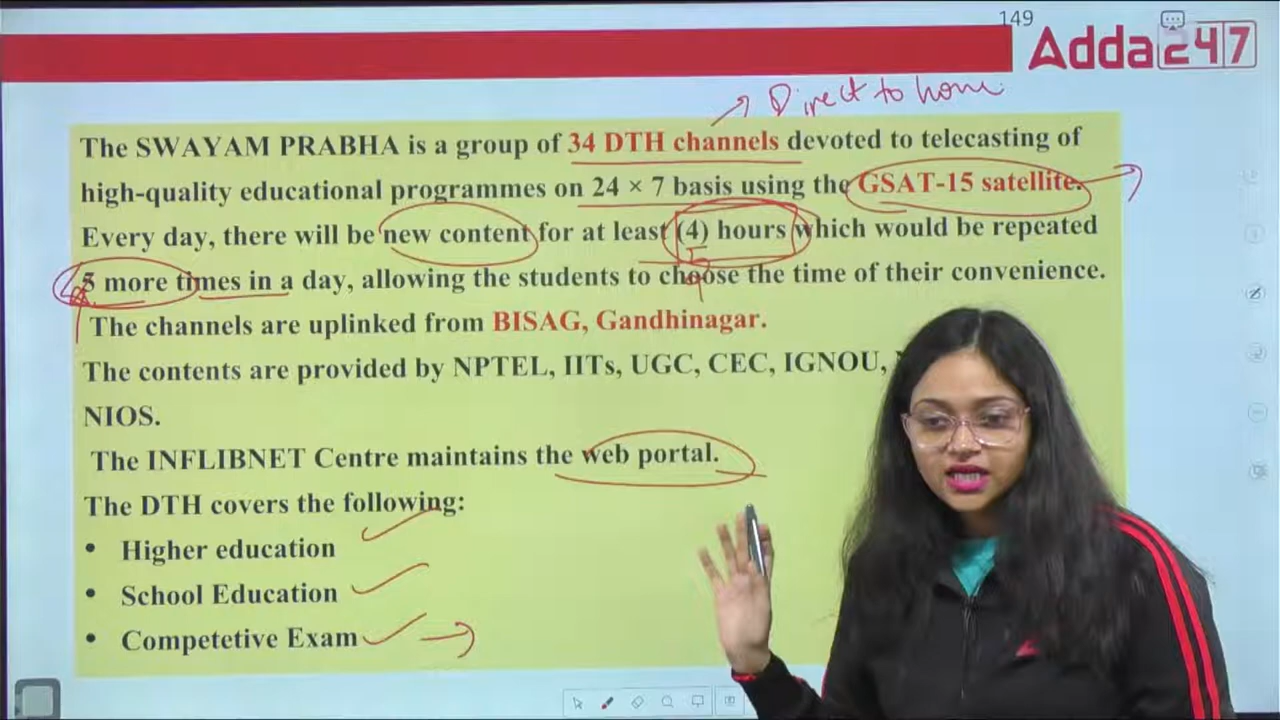 149
Adda247
Direct to home
The SWAYAM PRABHA is a group of 34 DTH channels devoted to telecasting of
high-quality educational programmes on 24 × 7 basis using the GSAT-15 satellite.
Every day, there will be new content for at least (4) hours which would be repeated
5 more times in a day, allowing the students to choose the time of their convenience.
The channels are uplinked from BISAG, Gandhinagar.
The contents are provided by NPTEL, IITs, UGC, CEC, IGNOU,
NIOS.
The INFLIBNET Centre maintains the web portal.
The DTH covers the following:
• Higher education
• School Education
• Competetive Exam